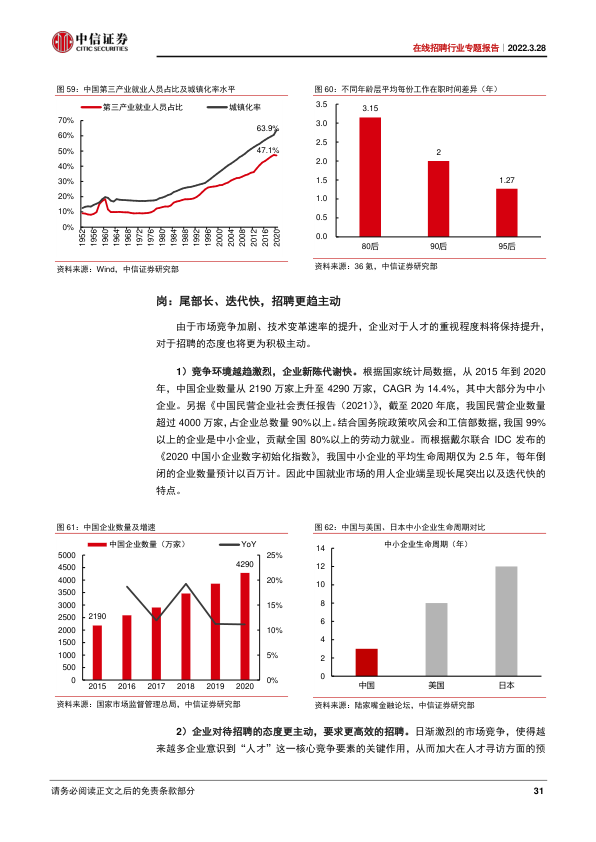 中信证券
CITIC SECURITIES
在线招聘行业专题报告｜2022.3.28
图 59：中国第三产业就业人员占比及城镇化率水平
第三产业就业人员占比 城镇化率
70%
60%
50%
40%
30%
20%
10%
0%
63.9%
47.1%
1952 1956 1960 1964 1968 1972 1976 1980 1984 1988 1992 1996 2000 2004 2008 2012 2016 2020
资料来源：Wind，中信证券研究部
图 60：不同年龄层平均每份工作在职时间差异（年）
3.5
3.0
2.5
2.0
1.5
1.0
0.5
0.0
3.15
2
1.27
80后 90后 95后
资料来源：36 氪，中信证券研究部
岗：尾部长、迭代快，招聘更趋主动
由于市场竞争加剧、技术变革速率的提升，企业对于人才的重视程度料将保持提升，
对于招聘的态度也将更为积极主动。
1）竞争环境越趋激烈，企业新陈代谢快。根据国家统计局数据，从 2015 年到 2020
年，中国企业数量从 2190 万家上升至 4290 万家，CAGR 为 14.4%，其中大部分为中小
企业。另据《中国民营企业社会责任报告（2021）》，截至 2020 年底，我国民营企业数量
超过 4000 万家，占企业总数量 90%以上。结合国务院政策吹风会和工信部数据，我国 99%
以上的企业是中小企业，贡献全国 80%以上的劳动力就业。而根据戴尔联合 IDC 发布的
《2020 中国小企业数字初始化指数》，我国中小企业的平均生命周期仅为 2.5 年，每年倒
闭的企业数量预计以百万计。因此中国就业市场的用人企业端呈现长尾突出以及迭代快的
特点。
图 61：中国企业数量及增速
中国企业数量（万家） YoY
5000
4500
4000
3500
3000
2500
2000
1500
1000
500
0
25%
20%
15%
10%
5%
0%
2190
4290
2015 2016 2017 2018 2019 2020
资料来源：国家市场监督管理总局，中信证券研究部
图 62：中国与美国、日本中小企业生命周期对比
中小企业生命周期（年）
14
12
10
8
6
4
2
0
中国 美国 日本
资料来源：陆家嘴金融论坛，中信证券研究部
2）企业对待招聘的态度更主动，要求更高效的招聘。日渐激烈的市场竞争，使得越
来越多企业意识到“人才”这一核心竞争要素的关键作用，从而加大在人才寻访方面的预
请务必阅读正文之后的免责条款部分
31